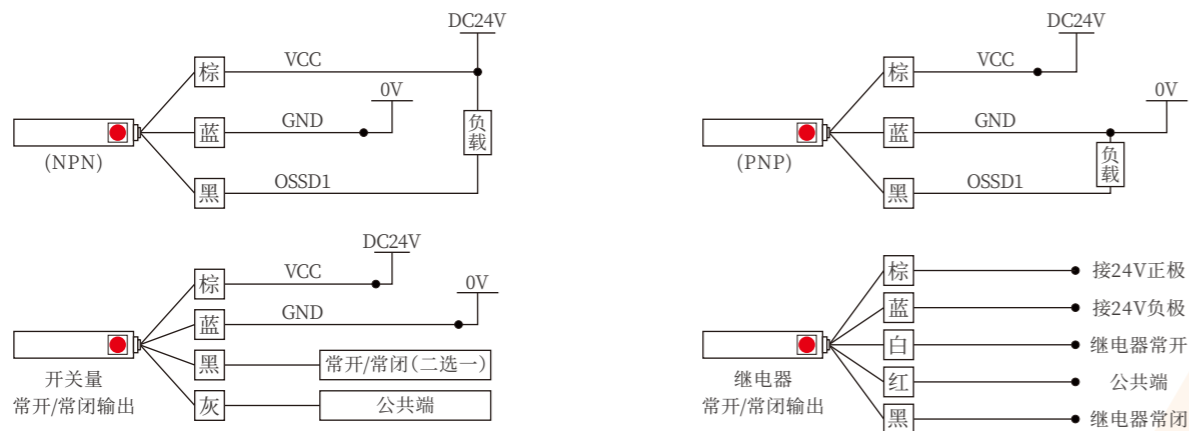 DC24V
棕
VCC
0V
蓝
GND
负载
(NPN)
黑
OSSD1
DC24V
棕
VCC
0V
蓝
GND
负载
(PNP)
黑
OSSD1
DC24V
棕
VCC
0V
蓝
GND
黑
常开/常闭(二选一)
开关量
常开/常闭输出
灰
公共端
棕
接24V正极
蓝
接24V负极
白
继电器常开
继电器
常开/常闭输出
红
公共端
黑
继电器常闭